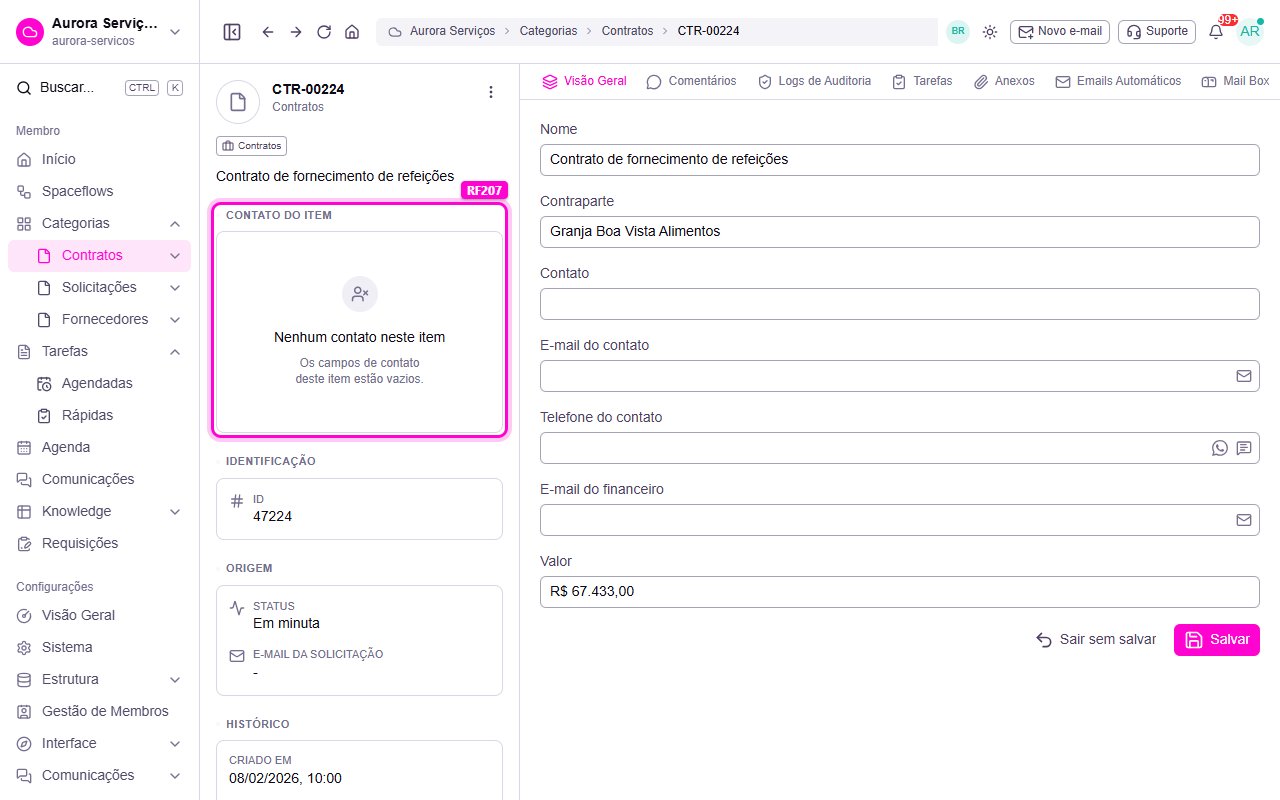 Aurora Serviç...
aurora-servicos
Aurora Serviços
Categorias
Contratos
CTR-00224
BR
Novo e-mail
Suporte
99+
AR
Buscar...
CTRL
K
Membro
Início
Spaceflows
Categorias
Contratos
Solicitações
Fornecedores
Tarefas
Agendadas
Rápidas
Agenda
Comunicações
Knowledge
Requisições
Configurações
Visão Geral
Sistema
Estrutura
Gestão de Membros
Interface
Comunicações
CTR-00224
Contratos
Contratos
Contrato de fornecimento de refeições
RF207
CONTATO DO ITEM
Nenhum contato neste item
Os campos de contato
deste item estão vazios.
IDENTIFICAÇÃO
ID
47224
ORIGEM
STATUS
Em minuta
E-MAIL DA SOLICITAÇÃO
-
HISTÓRICO
CRIADO EM
08/02/2026, 10:00
Visão Geral
Comentários
Logs de Auditoria
Tarefas
Anexos
Emails Automáticos
Mail Box
Nome
Contrato de fornecimento de refeições
Contraparte
Granja Boa Vista Alimentos
Contato
E-mail do contato
Telefone do contato
E-mail do financeiro
Valor
R$ 67.433,00
Sair sem salvar
Salvar